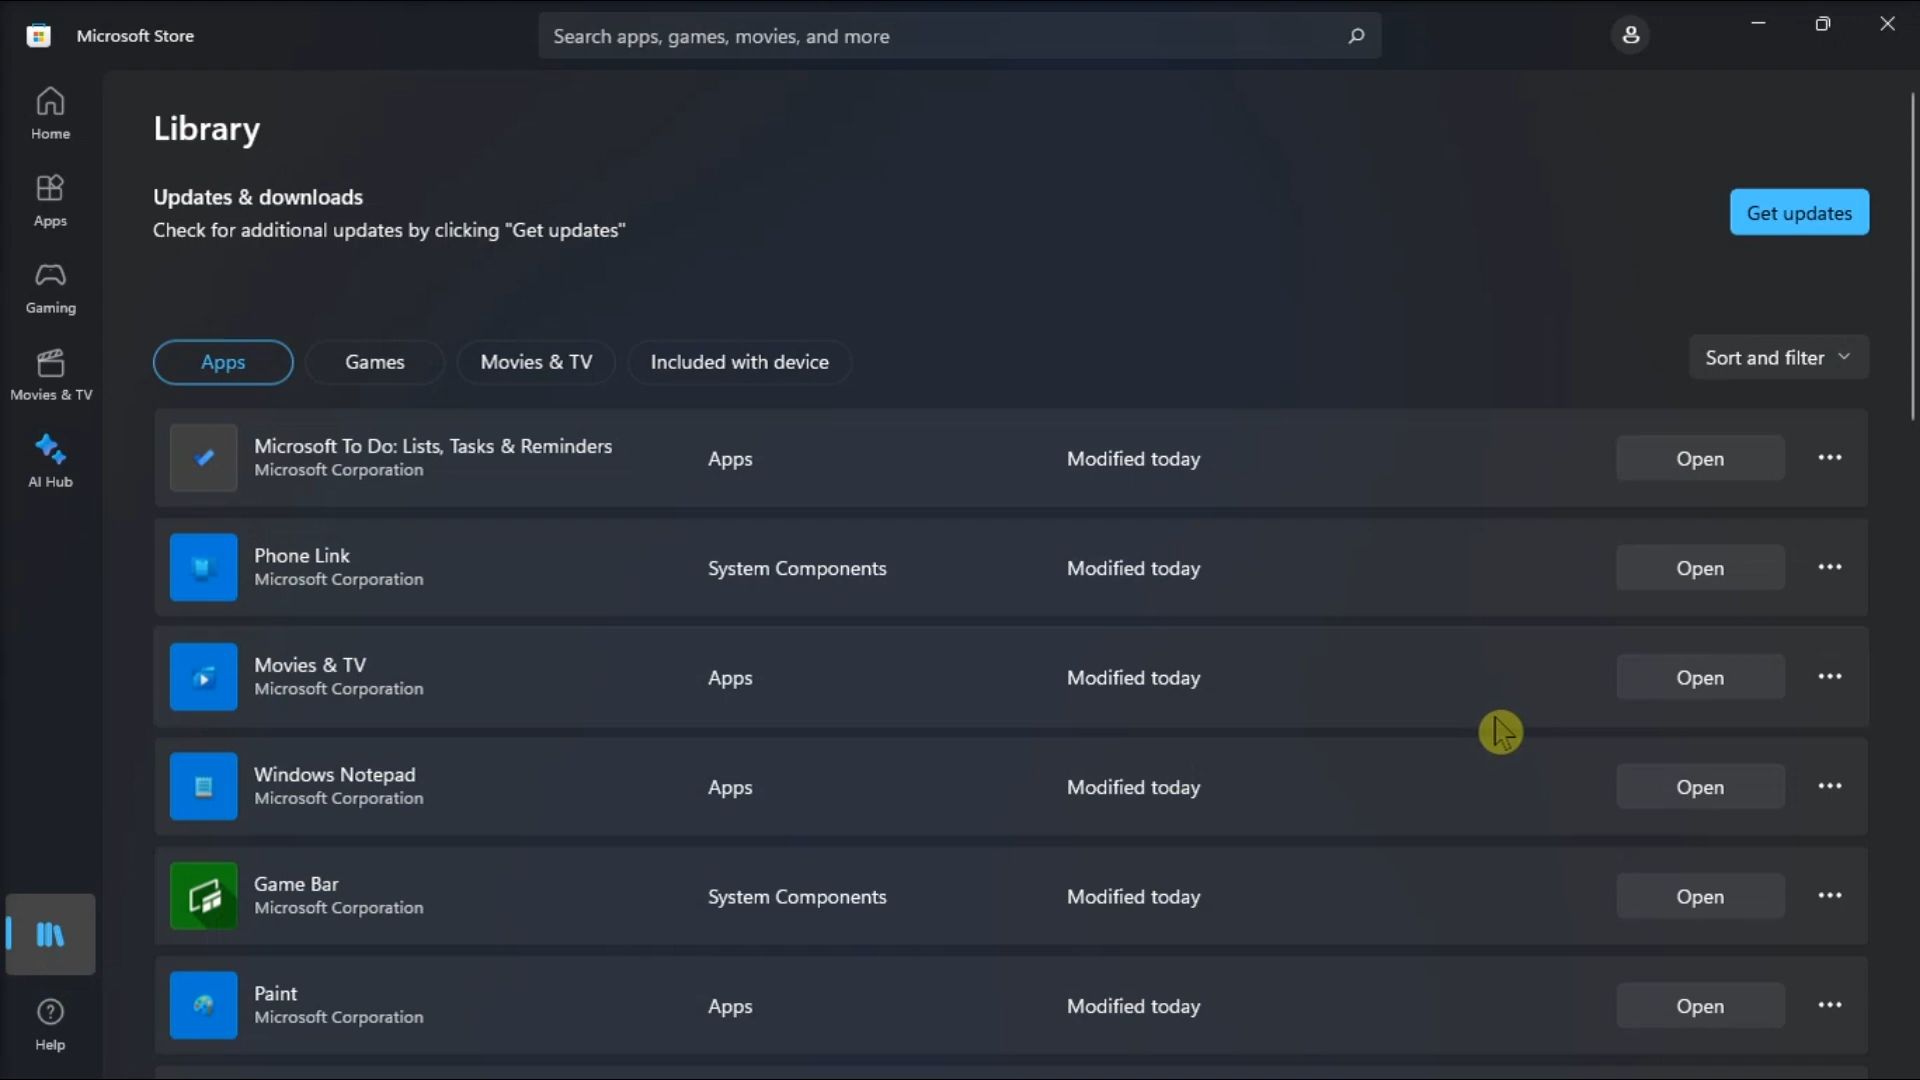 Microsoft Store
Search apps, games, movies, and more
Home
Apps
Gaming
Movies & TV
AI Hub
Help
Library
Updates & downloads
Check for additional updates by clicking "Get updates"
Get updates
Apps Games Movies & TV Included with device
Sort and filter
Microsoft To Do: Lists, Tasks & Reminders
Microsoft Corporation
Apps
Modified today
Open
Phone Link
Microsoft Corporation
System Components
Modified today
Open
Movies & TV
Microsoft Corporation
Apps
Modified today
Open
Windows Notepad
Microsoft Corporation
Apps
Modified today
Open
Game Bar
Microsoft Corporation
System Components
Modified today
Open
Paint
Microsoft Corporation
Apps
Modified today
Open